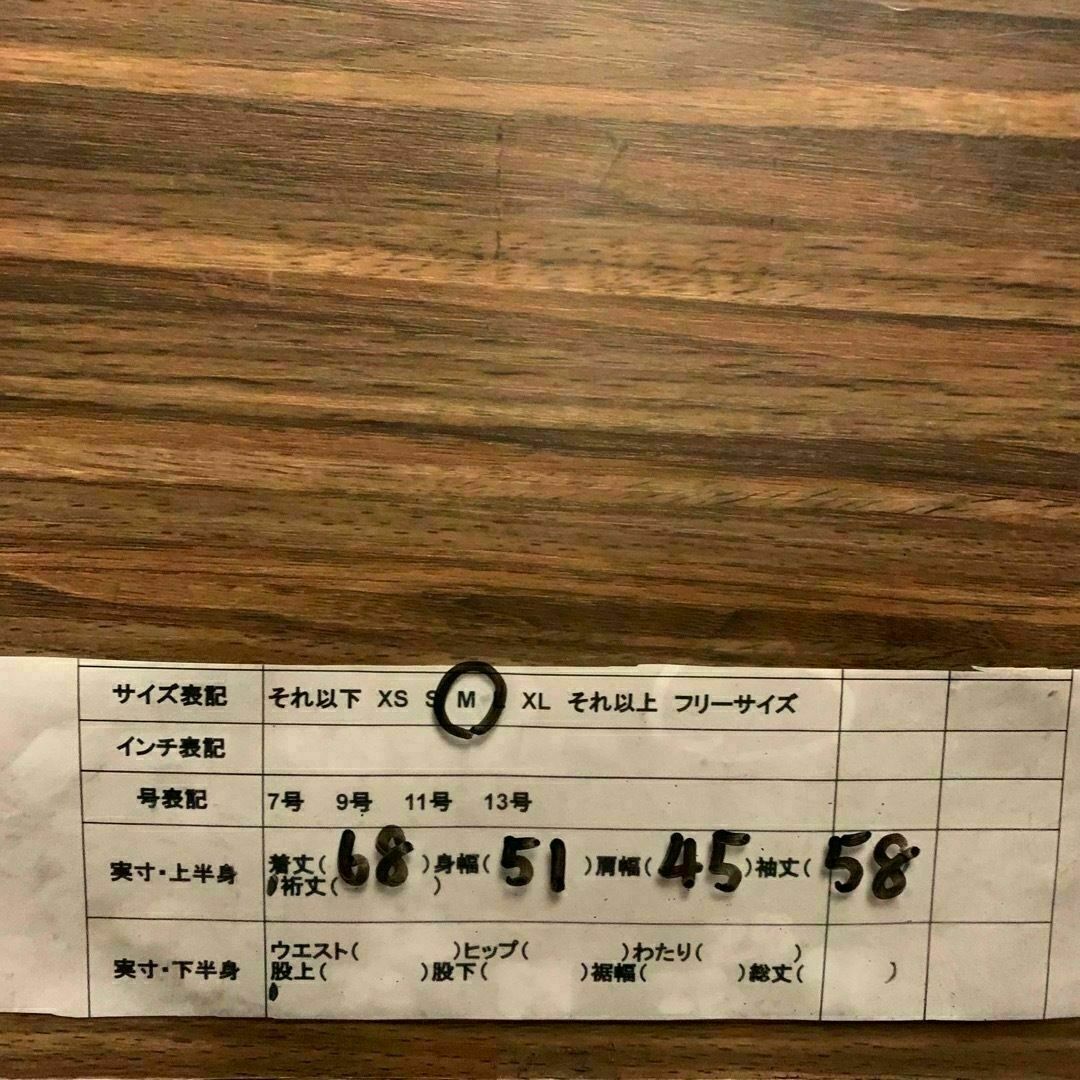 サイズ表記 それ以下 XS S M L XL それ以上 フリーサイズ
インチ表記
号表記 7号 9号 11号 13号
実寸・上半身 着丈( 68 )身幅( 51 )肩幅( 45 )袖丈( 58
)裄丈( )
実寸・下半身 ウエスト( )ヒップ( )わたり( )
股上( )股下( )裾幅( )総丈( )